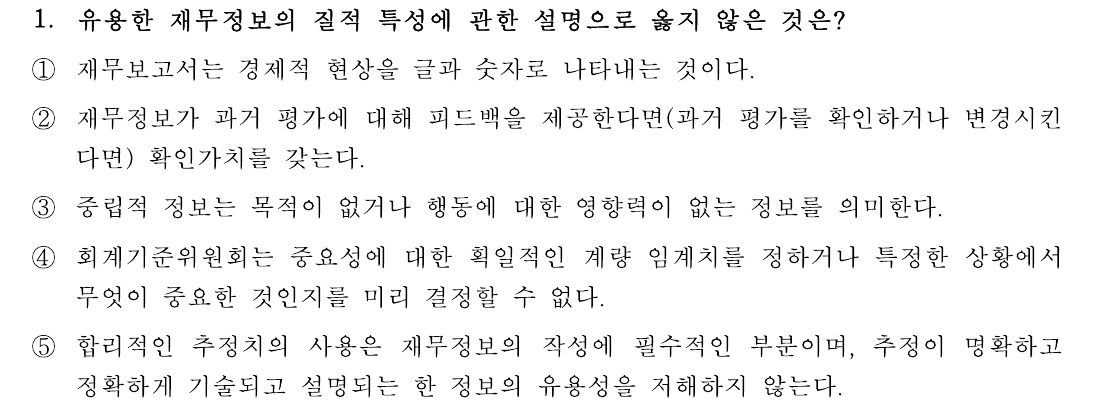 1. 유용한 재무정보의 질적 특성에 관한 설명으로 옳지 않은 것은?
① 재무보고서는 경제적 현상을 글과 숫자로 나타내는 것이다.
② 재무정보가 과거 평가에 대해 피드백을 제공한다면(과거 평가를 확인하거나 변경시킨
다면) 확인가치를 갖는다.
③ 중립적 정보는 목적이 없거나 행동에 대한 영향력이 없는 정보를 의미한다.
④ 회계기준위원회는 중요성에 대한 획일적인 계량 임계치를 정하거나 특정한 상황에서
무엇이 중요한 것인지를 미리 결정할 수 없다.
⑤ 합리적인 추정치의 사용은 재무정보의 작성에 필수적인 부분이며, 추정이 명확하고
정확하게 기술되고 설명되는 한 정보의 유용성을 저해하지 않는다.